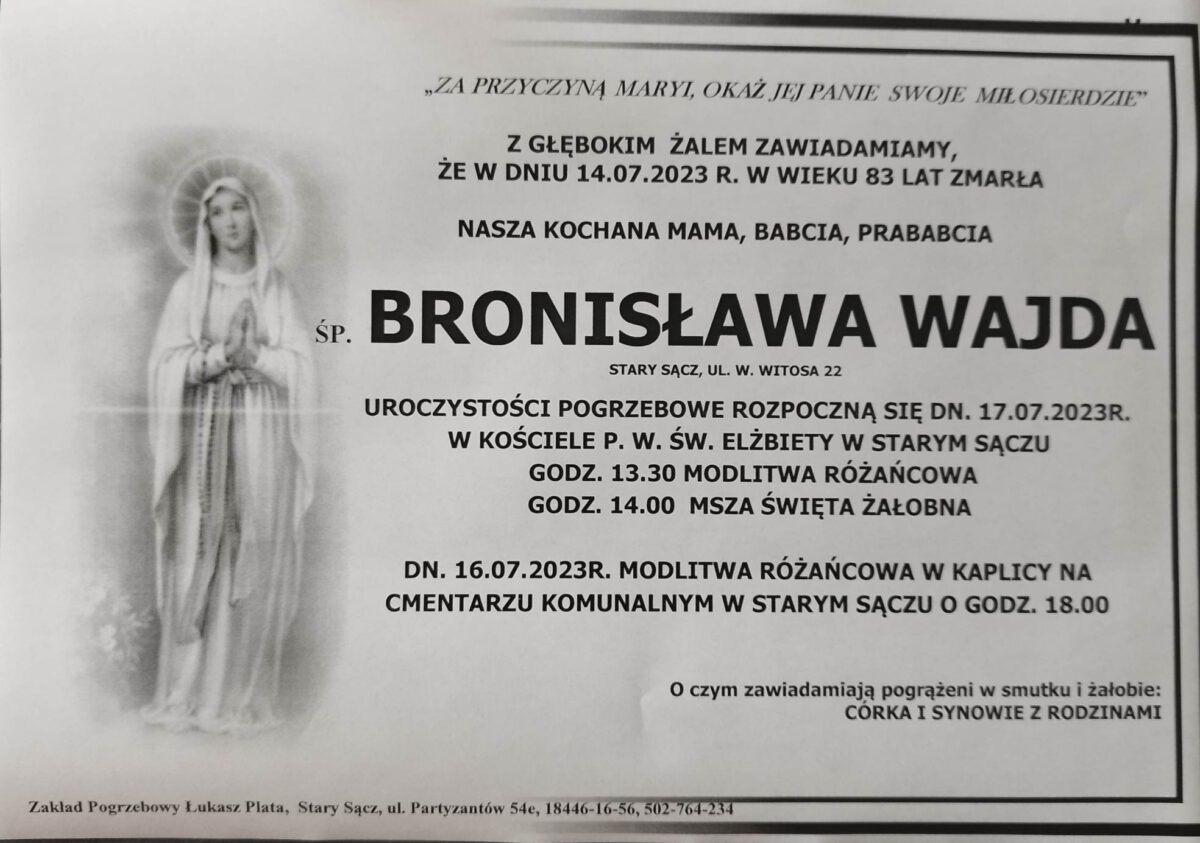 „ZA PRZYCZYNĄ MARYI, OKAŻ JEJ PANIE SWOJE MIŁOSIERDZIE”
Z GŁĘBOKIM ŻALEM ZAWIADAMIAMY,
ŻE W DNIU 14.07.2023 R. W WIEKU 83 LAT ZMARŁA
NASZA KOCHANA MAMA, BABCIA, PRABABCIA
ŚP. BRONISŁAWA WAJDA
STARY SĄCZ, UL. W. WITOSA 22
UROCZYSTOŚCI POGRZEBOWE ROZPOCZNĄ SIĘ DN. 17.07.2023R.
W KOŚCIELE P. W. ŚW. ELŻBIETY W STARYM SĄCZU
GODZ. 13.30 MODLITWA RÓŻAŃCOWA
GODZ. 14.00 MSZA ŚWIĘTA ŻAŁOBNA
DN. 16.07.2023R. MODLITWA RÓŻAŃCOWA W KAPLICY NA
CMENTARZU KOMUNALNYM W STARYM SĄCZU O GODZ. 18.00
O czym zawiadamiają pogrążeni w smutku i żałobie:
CÓRKA I SYNOWIE Z RODZINAMI
Zakład Pogrzebowy Łukasz Plata, Stary Sącz, ul. Partyzantów 54e, 18446-16-56, 502-764-234